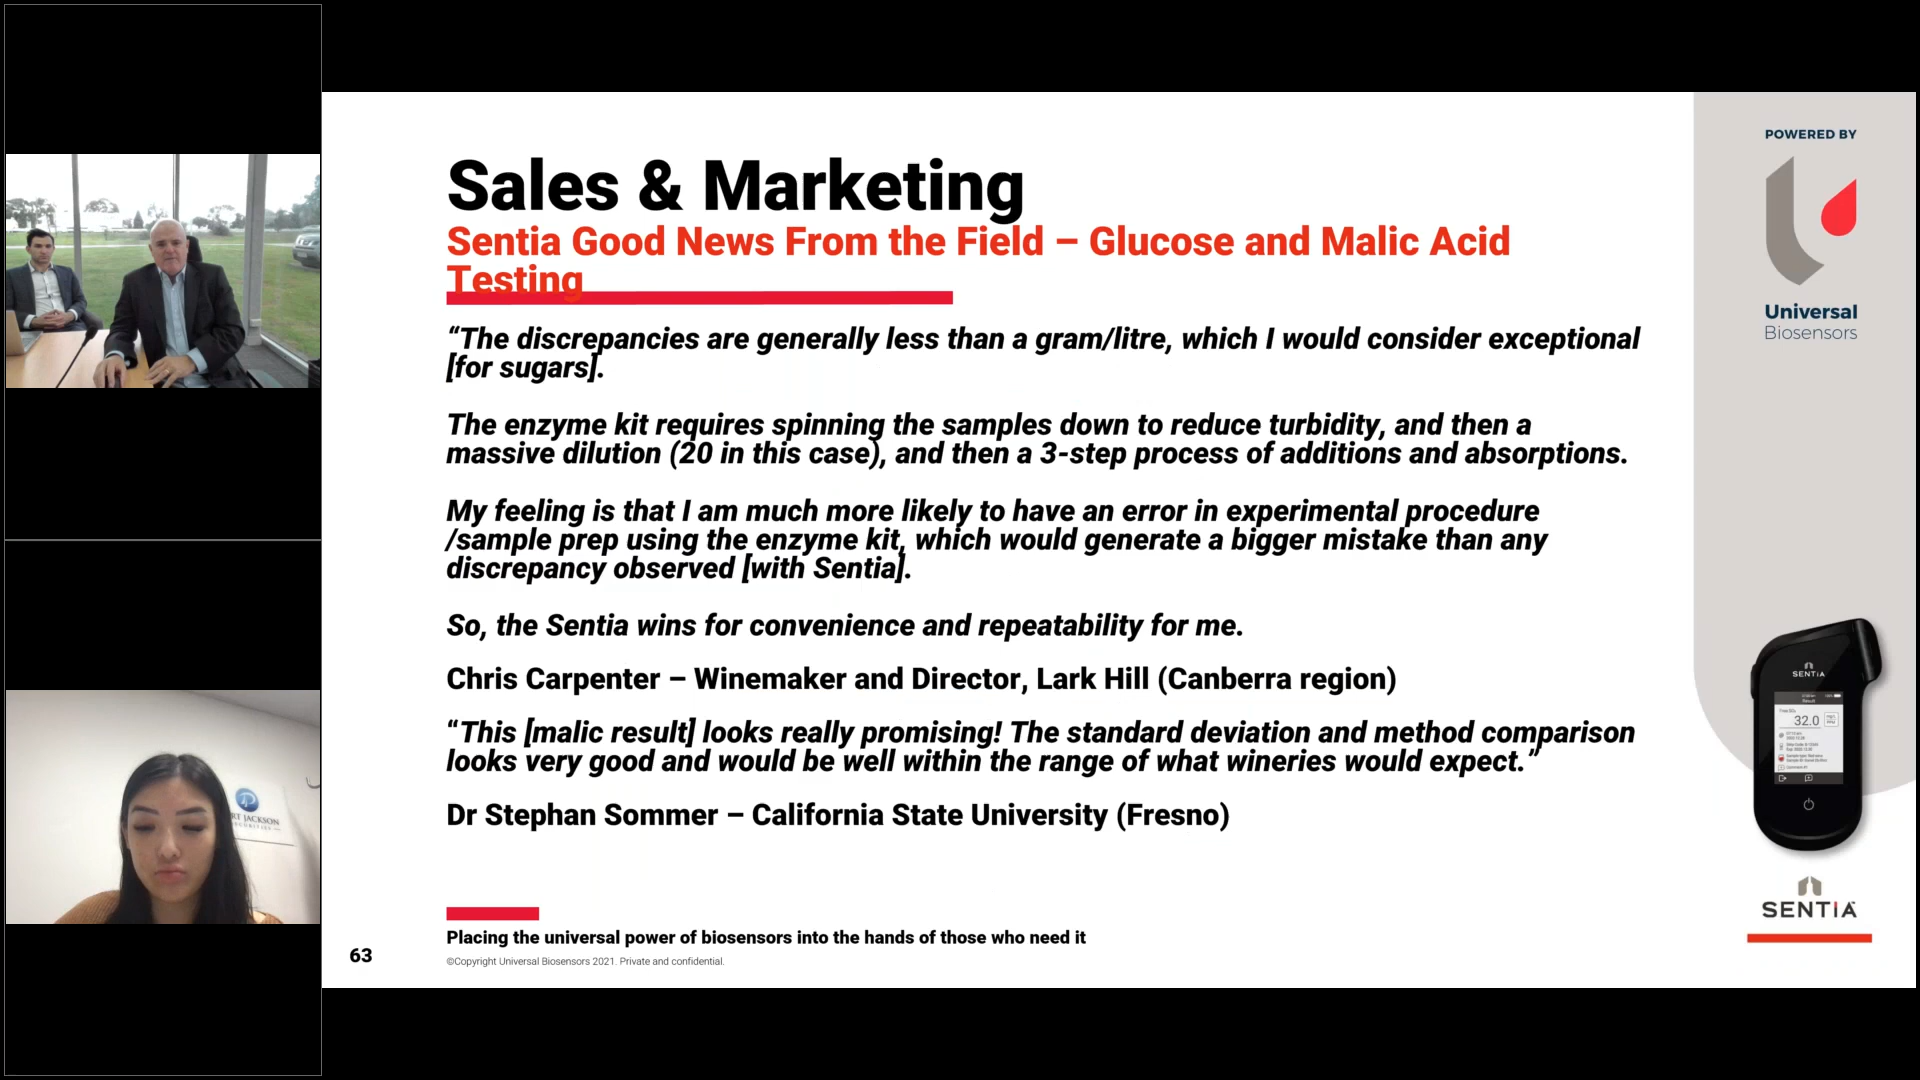 Sales & Marketing
Sentia Good News From the Field – Glucose and Malic Acid
Testing
“The discrepancies are generally less than a gram/litre, which I would consider exceptional
[for sugars].
The enzyme kit requires spinning the samples down to reduce turbidity, and then a
massive dilution (20 in this case), and then a 3-step process of additions and absorptions.
My feeling is that I am much more likely to have an error in experimental procedure
/sample prep using the enzyme kit, which would generate a bigger mistake than any
discrepancy observed [with Sentia].
So, the Sentia wins for convenience and repeatability for me.
Chris Carpenter – Winemaker and Director, Lark Hill (Canberra region)
“This [malic result] looks really promising! The standard deviation and method comparison
looks very good and would be well within the range of what wineries would expect.”
Dr Stephan Sommer – California State University (Fresno)
Placing the universal power of biosensors into the hands of those who need it
63
©Copyright Universal Biosensors 2021. Private and confidential.
POWERED BY
Universal
Biosensors
SENTIA
Result
32.0
SENTIA
RT JACKSON